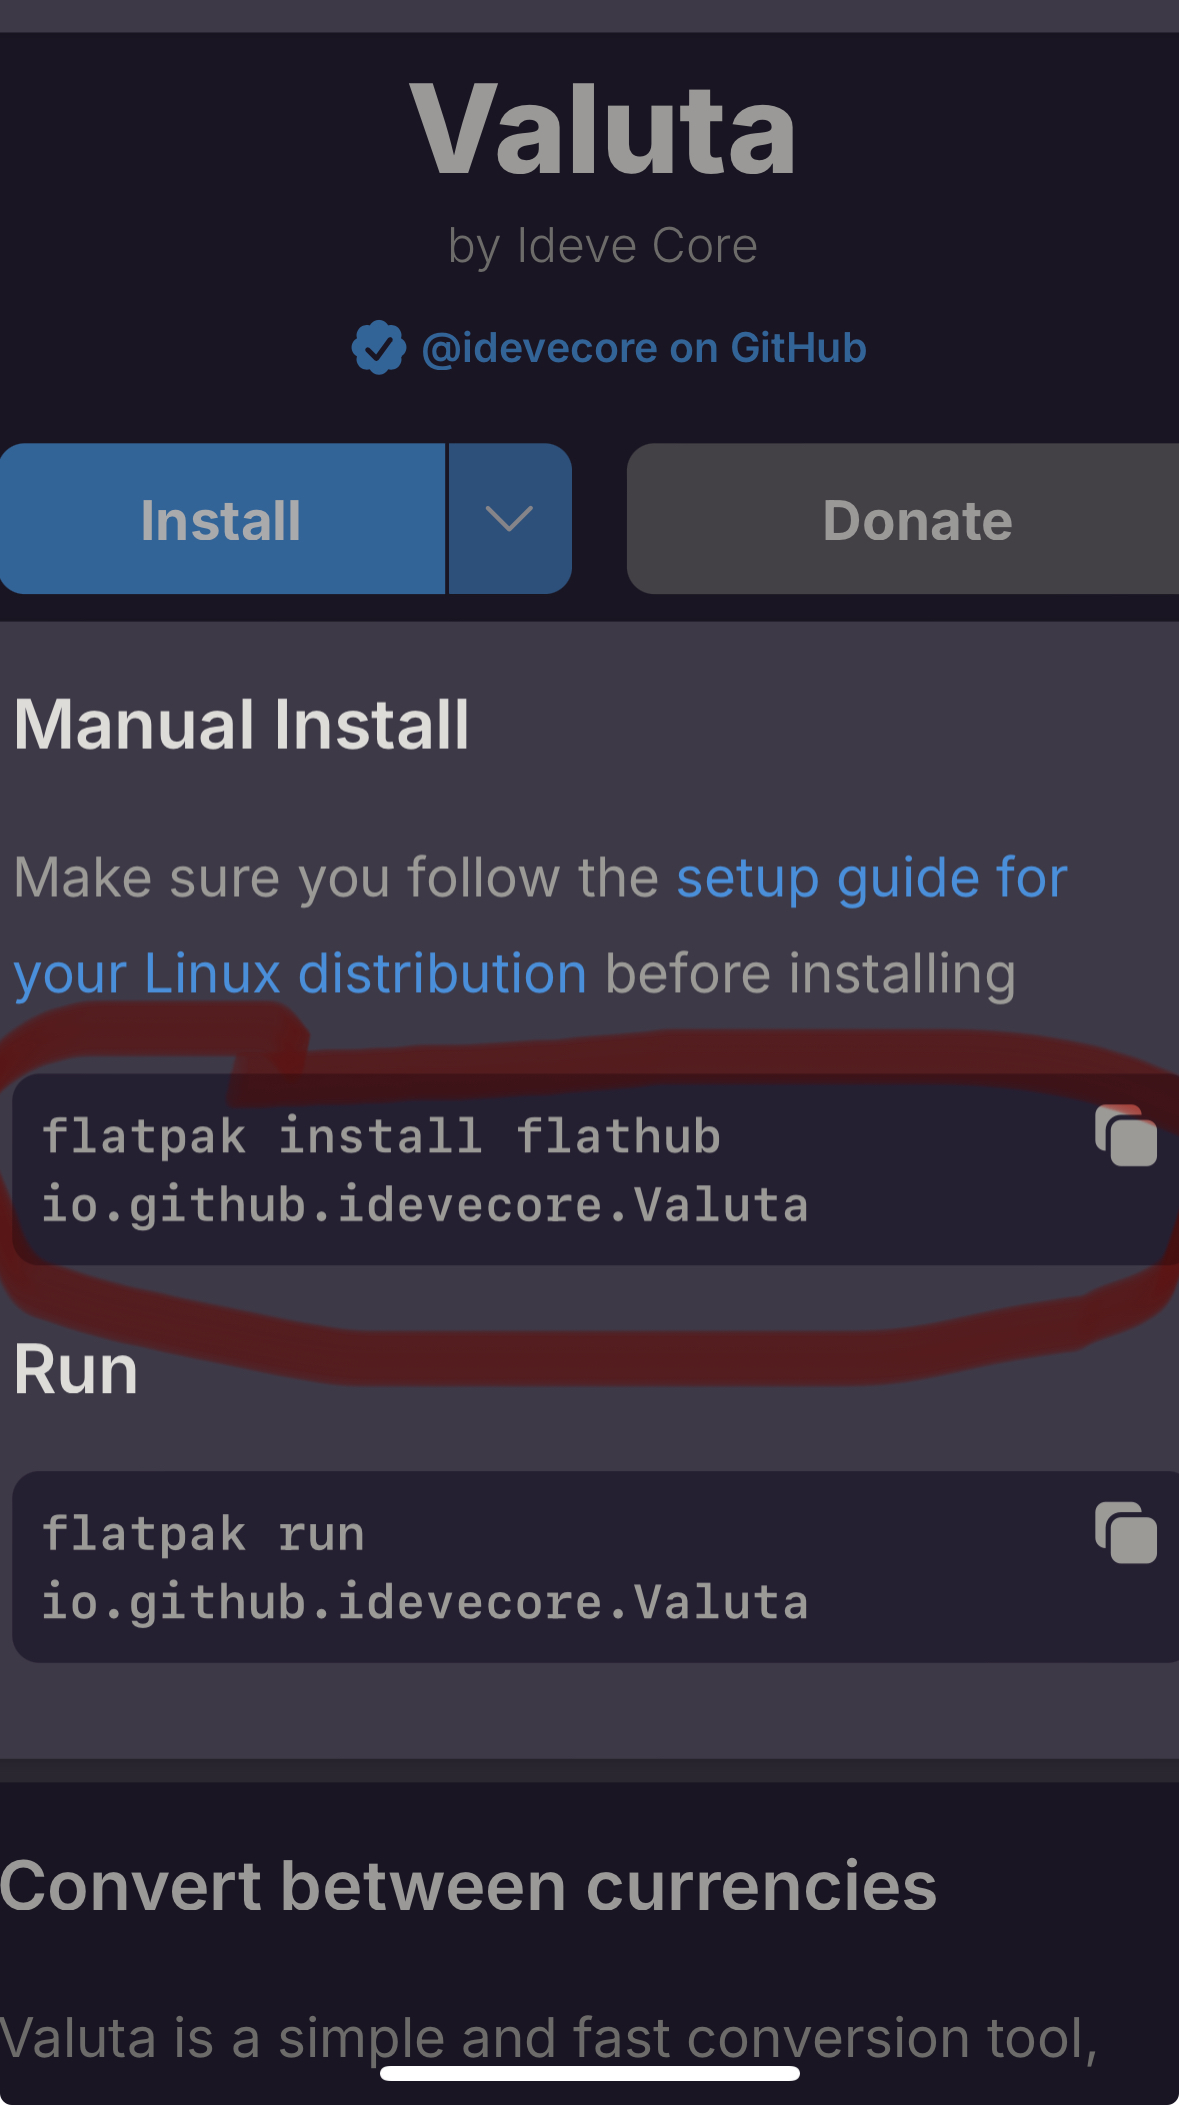 Valuta
by Ideve Core
@idevecore on GitHub
Install
Donate
Manual Install
Make sure you follow the setup guide for
your Linux distribution before installing
flatpak install flathub
io.github.idevecore.Valuta
Run
flatpak run
io.github.idevecore.Valuta
Convert between currencies
Valuta is a simple and fast conversion tool,